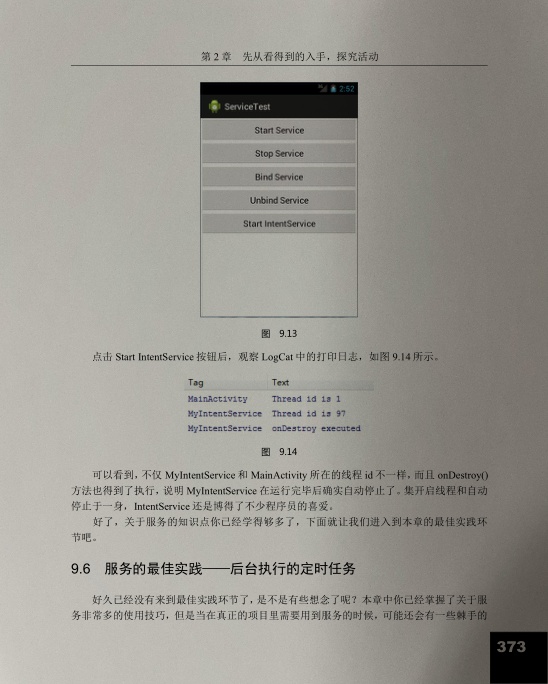 第 2 章 先从看得到的入手，探究活动
2:52
ServiceTest
Start Service
Stop Service
Bind Service
Unbind Service
Start IntentService
图 9.13
点击 Start IntentService 按钮后，观察 LogCat 中的打印日志，如图 9.14 所示。
Tag Text
MainActivity Thread id is 1
MyIntentService Thread id is 97
MyIntentService onDestroy executed
图 9.14
可以看到，不仅 MyIntentService 和 MainActivity 所在的线程 id 不一样，而且 onDestroy()
方法也得到了执行，说明 MyIntentService 在运行完毕后确实自动停止了。集开启线程和自动
停止于一身，IntentService 还是博得了不少程序员的喜爱。
好了，关于服务的知识点你已经学得够多了，下面就让我们进入到本章的最佳实践环
节吧。
9.6 服务的最佳实践——后台执行的定时任务
好久已经没有来到最佳实践环节了，是不是有些想念了呢？本章中你已经掌握了关于服
务非常多的使用技巧，但是当在真正的项目里需要用到服务的时候，可能还会有一些棘手的
373